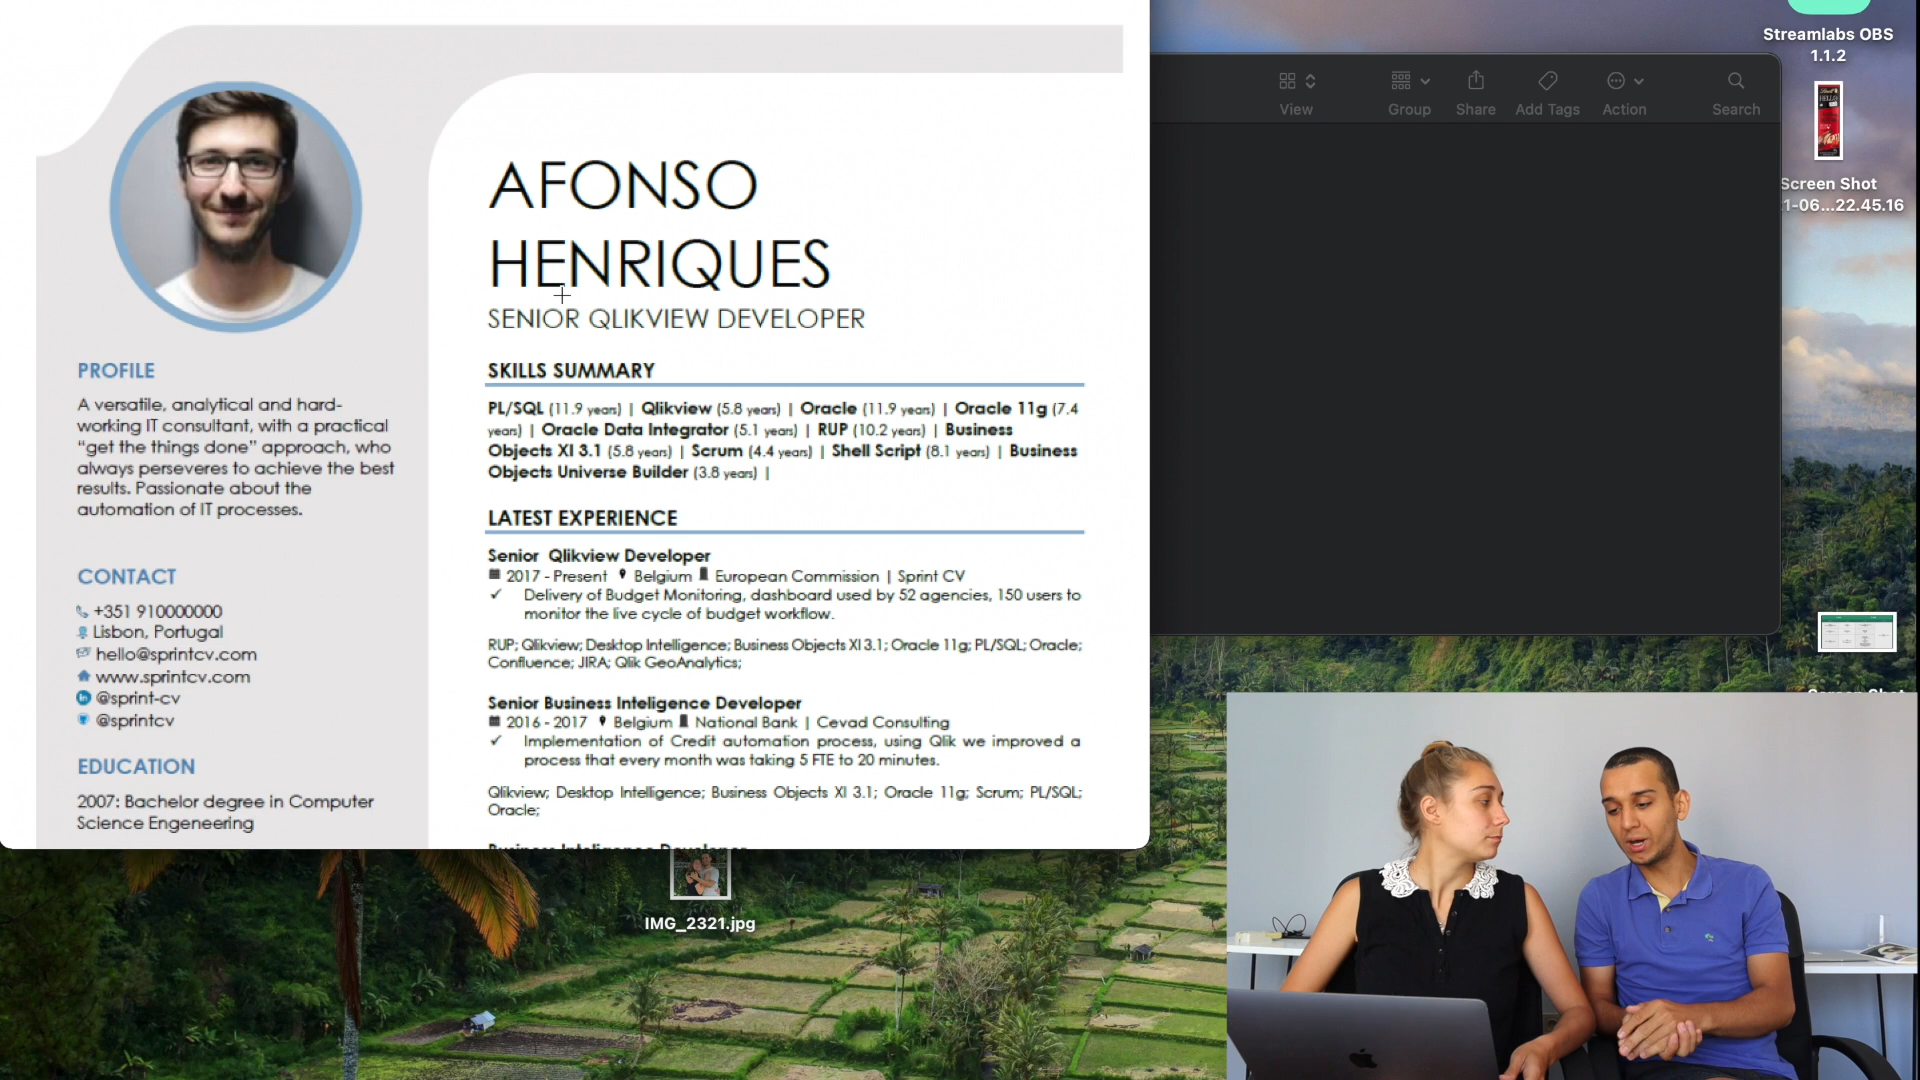 AFONSO
HENRIQUES
SENIOR QLIKVIEW DEVELOPER
PROFILE
A versatile, analytical and hard-
working IT consultant, with a practical
“get the things done” approach, who
always perseveres to achieve the best
results. Passionate about the
automation of IT processes.
CONTACT
+351 910000000
Lisbon, Portugal
hello@sprintcv.com
www.sprintcv.com
@sprint-cv
@sprintcv
EDUCATION
2007: Bachelor degree in Computer
Science Engeneering
SKILLS SUMMARY
PL/SQL (11.9 years) | Qlikview (5.8 years) | Oracle (11.9 years) | Oracle 11g (7.4
years) | Oracle Data Integrator (5.1 years) | RUP (10.2 years) | Business
Objects XI 3.1 (5.8 years) | Scrum (4.4 years) | Shell Script (8.1 years) | Business
Objects Universe Builder (3.8 years) |
LATEST EXPERIENCE
Senior Qlikview Developer
2017 - Present Belgium European Commission | Sprint CV
✓ Delivery of Budget Monitoring, dashboard used by 52 agencies, 150 users to
monitor the live cycle of budget workflow.
RUP; Qlikview; Desktop Intelligence; Business Objects XI 3.1; Oracle 11g; PL/SQL; Oracle;
Confluence; JIRA; Qlik GeoAnalytics;
Senior Business Inteligence Developer
2016 - 2017 Belgium National Bank | Cevad Consulting
✓ Implementation of Credit automation process, using Qlik we improved a
process that every month was taking 5 FTE to 20 minutes.
Qlikview; Desktop Intelligence; Business Objects XI 3.1; Oracle 11g; Scrum; PL/SQL;
Oracle;
Business Inteligence Developer
View
Group
Share
Add Tags
Action
Search
Streamlabs OBS
1.1.2
Screen Shot
1-06...22.45.16
Screen Shot
IMG_2321.jpg